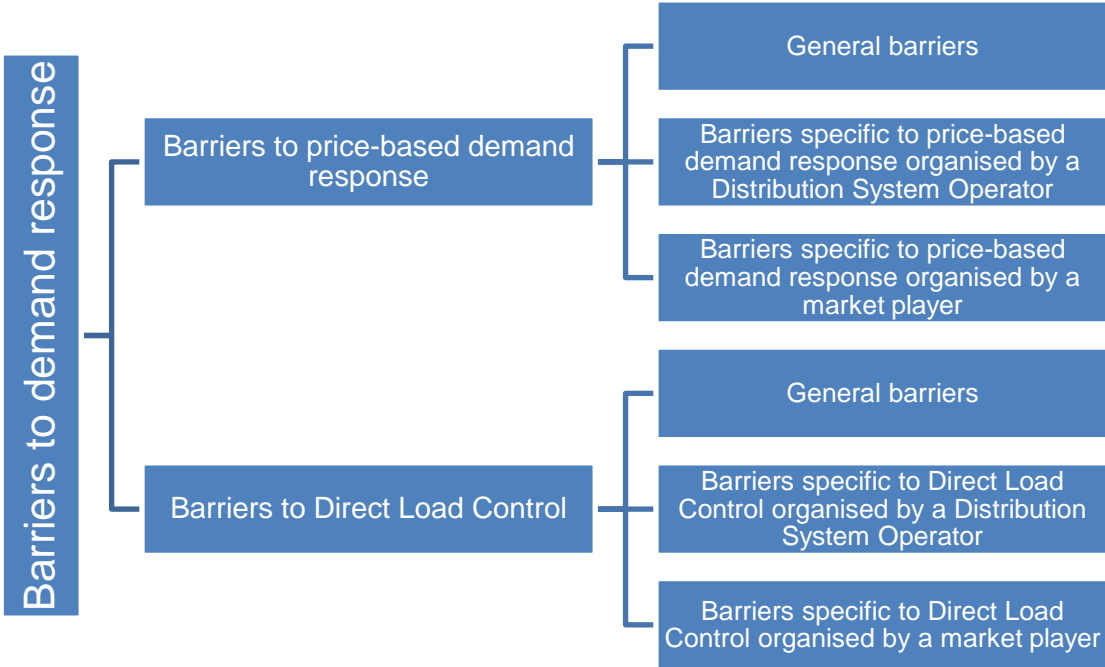 Barriers to demand response
Barriers to price-based demand
response
General barriers
Barriers specific to price-based
demand response organised by a
Distribution System Operator
Barriers specific to price-based
demand response organised by a
market player
Barriers to Direct Load Control
General barriers
Barriers specific to Direct Load
Control organised by a Distribution
System Operator
Barriers specific to Direct Load
Control organised by a market player